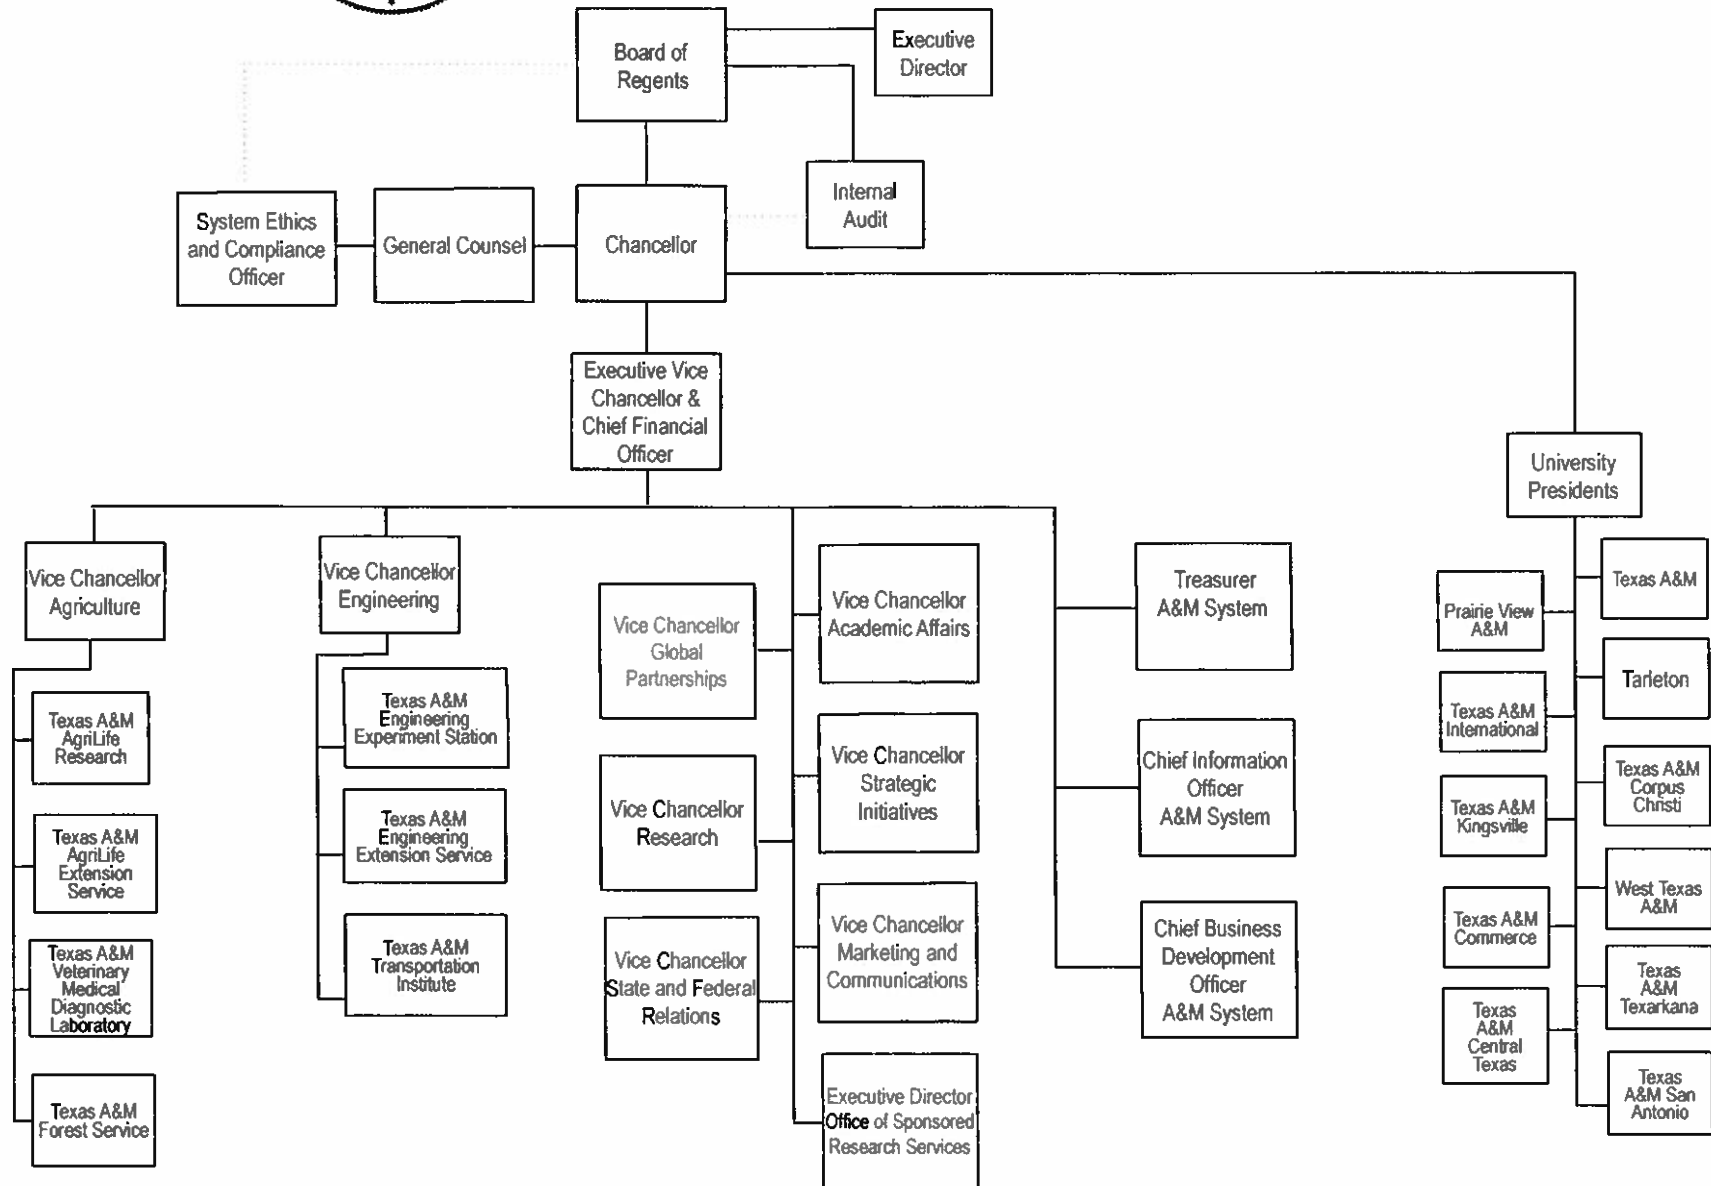 Board of
Regents
Executive
Director
Internal
Audit
System Ethics
and Compliance
Officer
General Counsel
Chancellor
Executive Vice
Chancellor &
Chief Financial
Officer
University
Presidents
Vice Chancellor
Agriculture
Texas A&M
AgriLife
Research
Texas A&M
AgriLife
Extension
Service
Texas A&M
Veterinary
Medical
Diagnostic
Laboratory
Texas A&M
Forest Service
Vice Chancellor
Engineering
Texas A&M
Engineering
Experiment Station
Texas A&M
Engineering
Extension Service
Texas A&M
Transportation
Institute
Vice Chancellor
Global
Partnerships
Vice Chancellor
Research
Vice Chancellor
State and Federal
Relations
Vice Chancellor
Academic Affairs
Vice Chancellor
Strategic
Initiatives
Vice Chancellor
Marketing and
Communications
Executive Director
Office of Sponsored
Research Services
Treasurer
A&M System
Chief Information
Officer
A&M System
Chief Business
Development
Officer
A&M System
Prairie View
A&M
Texas A&M
International
Texas A&M
Kingsville
Texas A&M
Commerce
Texas
A&M
Central
Texas
Texas A&M
Tarleton
Texas A&M
Corpus
Christi
West Texas
A&M
Texas
A&M
Texarkana
Texas
A&M San
Antonio